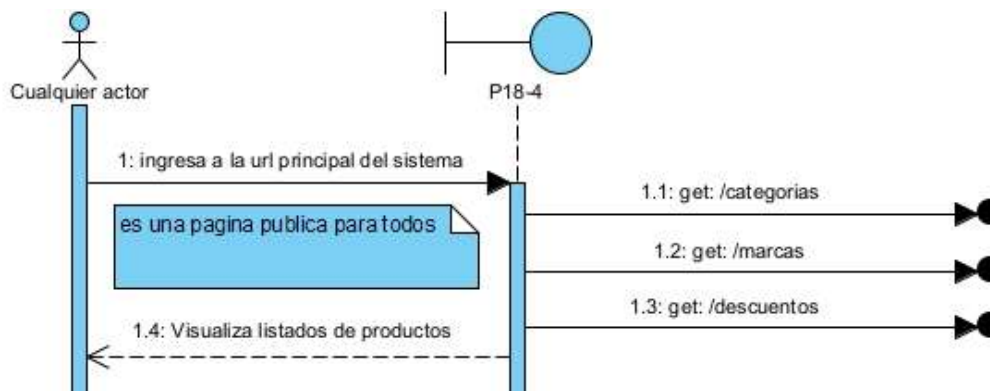 Cualquier actor
P18-4
1: ingresa a la url principal del sistema
1.1: get: /categorias
es una pagina publica para todos
1.2: get: /marcas
1.3: get: /descuentos
1.4: Visualiza listados de productos